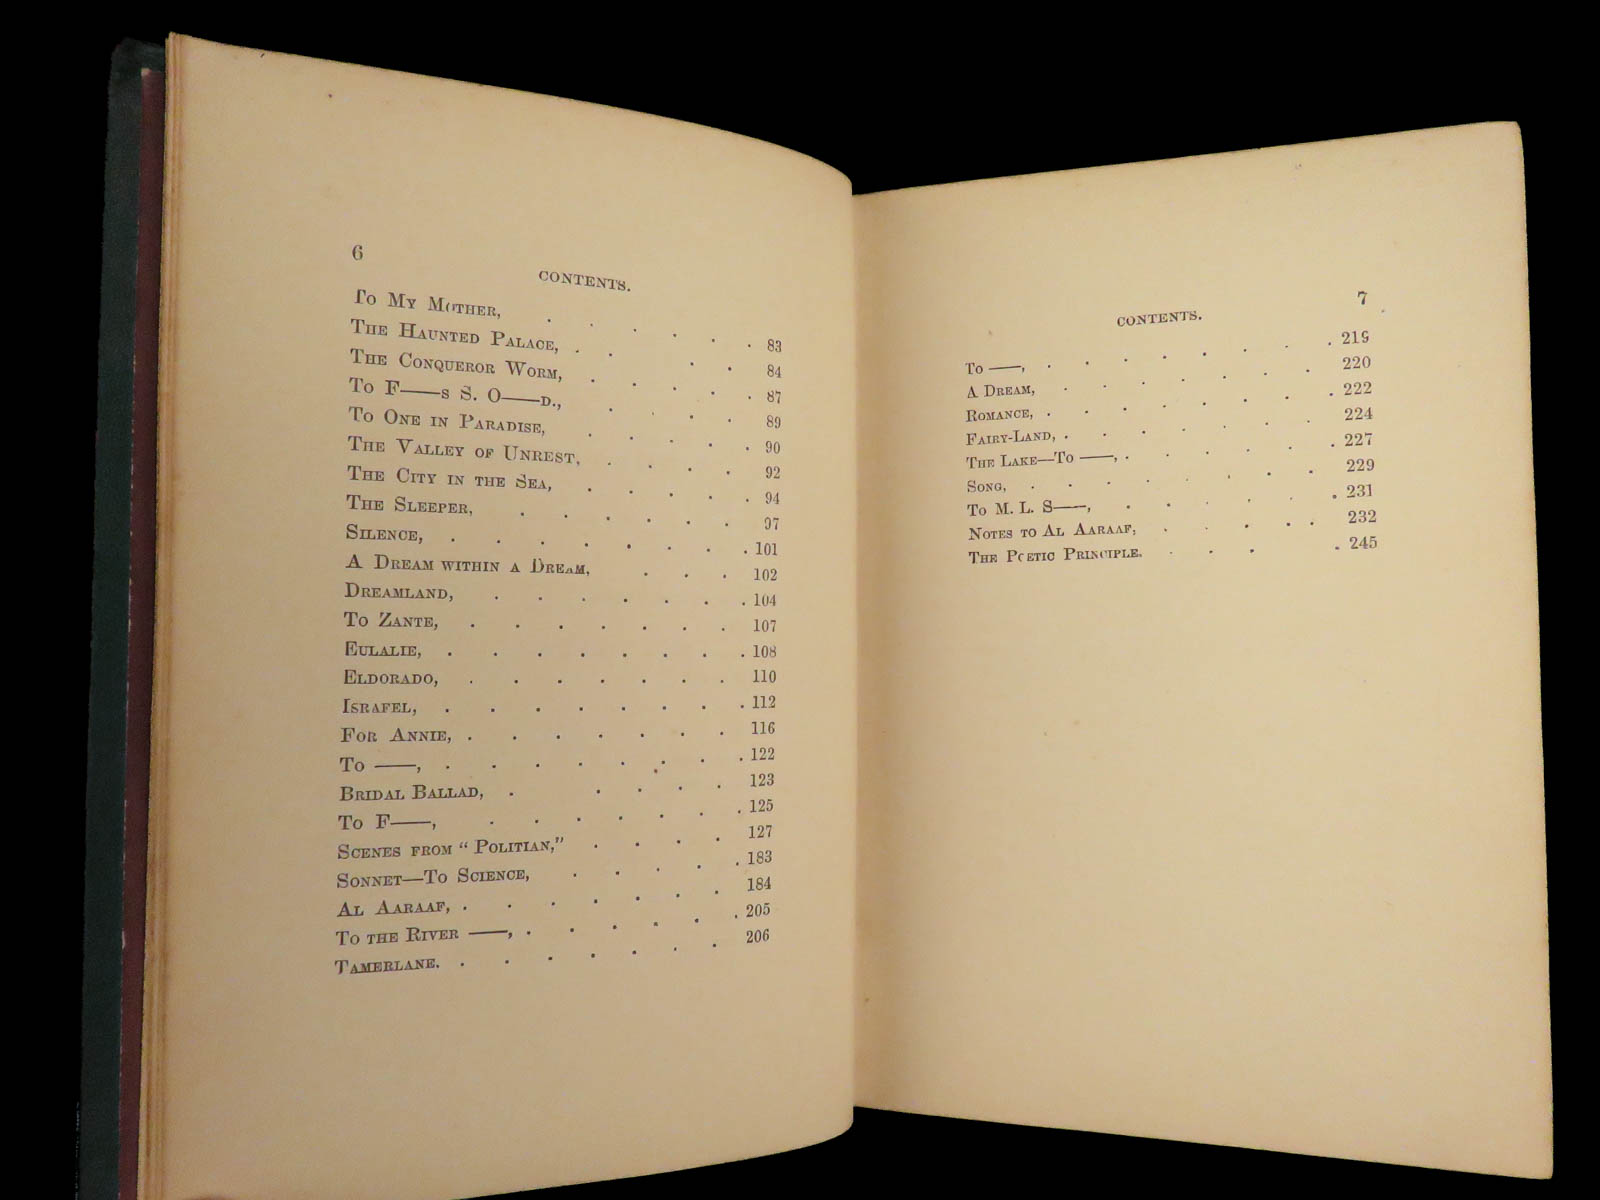 6
CONTENTS.
To My Mother, . . . . . . 83
The Haunted Palace, . . . . 84
The Conqueror Worm, . . . . . 87
To F——s S. O——d., . . . . 89
To One in Paradise, . . . . . 90
The Valley of Unrest, . . . . 92
The City in the Sea, . . . . . 94
The Sleeper, . . . . . . 97
Silence, . . . . . . . . 101
A Dream within a Dream, . . . 102
Dreamland, . . . . . . . 104
To Zante, . . . . . . . 107
Eulalie, . . . . . . . . 108
Eldorado, . . . . . . . 110
Israfel, . . . . . . . . 112
For Annie, . . . . . . . 116
To ——, . . . . . . . . 122
Bridal Ballad, . . . . . 123
To F——, . . . . . . . 125
Scenes from "Politian," . . . . 127
Sonnet—To Science, . . . . . 183
Al Aaraaf, . . . . . . . 184
To the River ——, . . . . . . 205
Tamerlane. . . . . . . . 206
7
CONTENTS.
To ——, . . . . . . . . 219
A Dream, . . . . . . . 220
Romance, . . . . . . . . 222
Fairy-Land, . . . . . . . 224
The Lake—To ——, . . . . . . 227
Song, . . . . . . . . 229
To M. L. S——, . . . . . . 231
Notes to Al Aaraaf, . . . . . 232
The Poetic Principle. . . . . 245